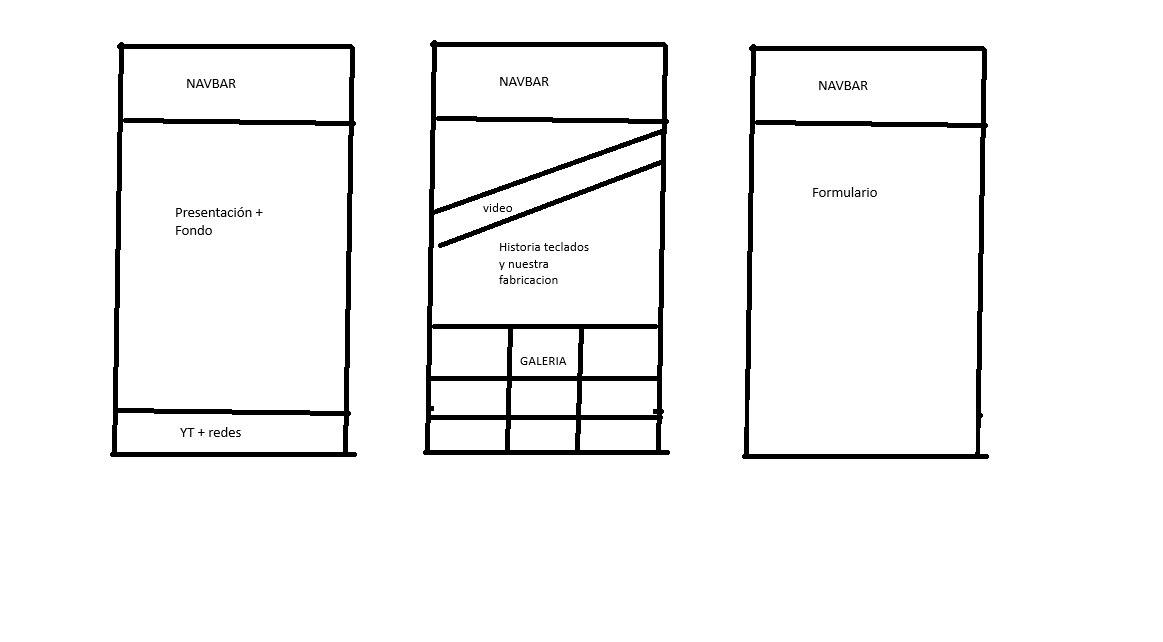 NAVBAR
Presentación +
Fondo
YT + redes
NAVBAR
video
Historia teclados
y nuestra
fabricacion
GALERIA
NAVBAR
Formulario